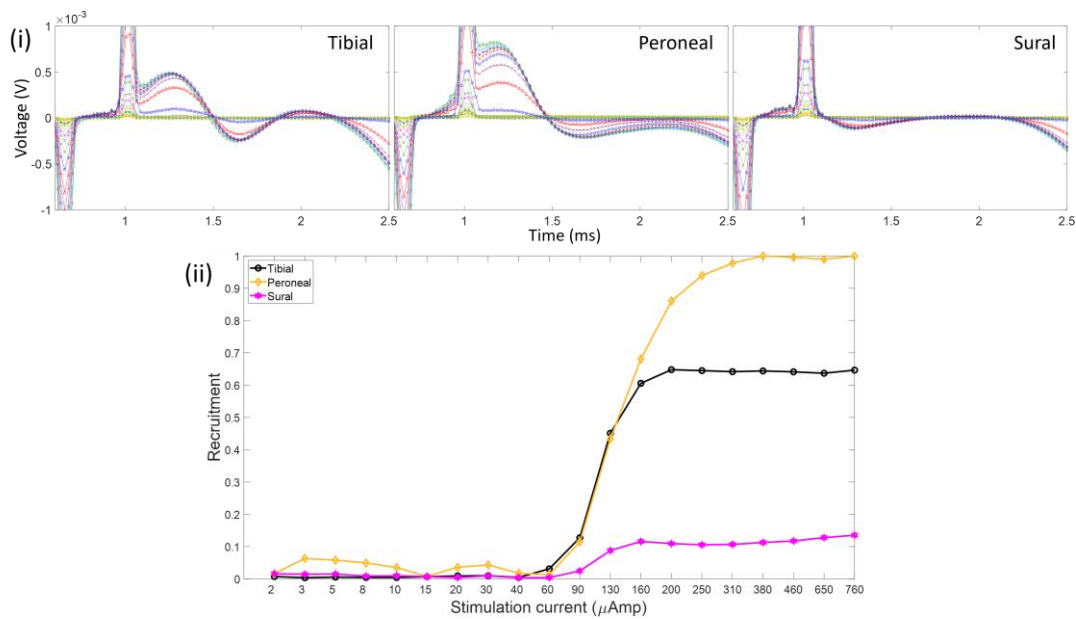 (i)
×10⁻³
Tibial
Peroneal
Sural
1
0.5
0
-0.5
-1
Voltage (V)
1 1.5 2 2.5
1 1.5 2 2.5
1 1.5 2 2.5
Time (ms)
(ii)
Tibial
Peroneal
Sural
1
0.9
0.8
0.7
0.6
0.5
0.4
0.3
0.2
0.1
0
Recruitment
2 3 5 8 10 15 20 30 40 60 90 130 160 200 250 310 380 460 650 760
Stimulation current (μAmp)